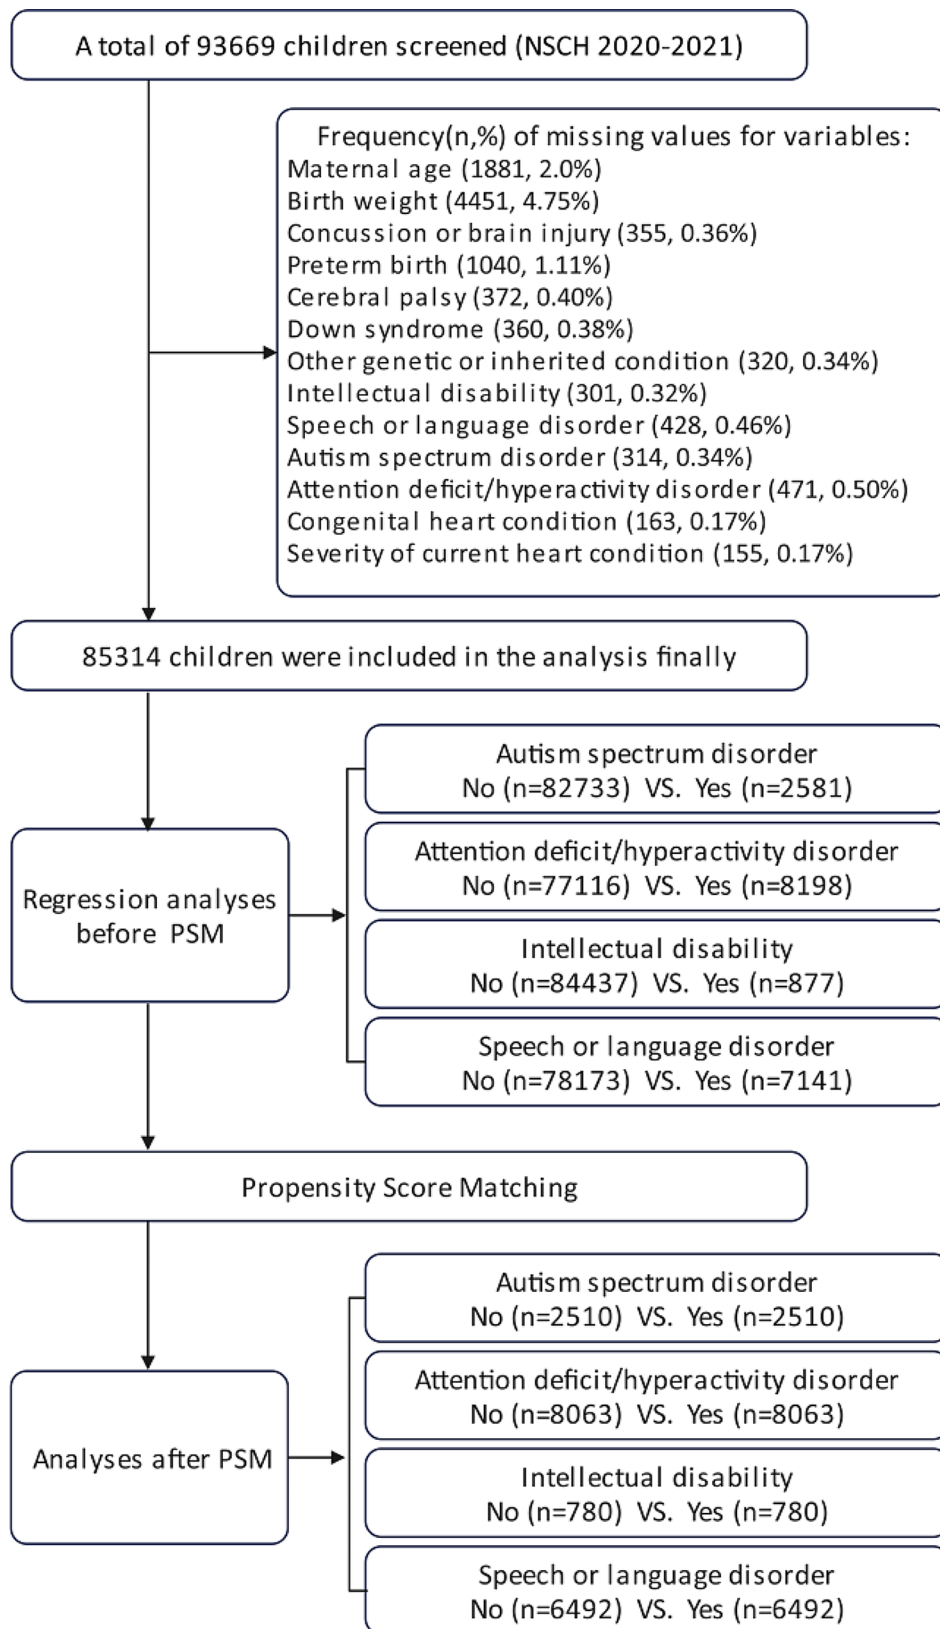 A total of 93669 children screened (NSCH 2020-2021)
Frequency(n,%) of missing values for variables:
Maternal age (1881, 2.0%)
Birth weight (4451, 4.75%)
Concussion or brain injury (355, 0.36%)
Preterm birth (1040, 1.11%)
Cerebral palsy (372, 0.40%)
Down syndrome (360, 0.38%)
Other genetic or inherited condition (320, 0.34%)
Intellectual disability (301, 0.32%)
Speech or language disorder (428, 0.46%)
Autism spectrum disorder (314, 0.34%)
Attention deficit/hyperactivity disorder (471, 0.50%)
Congenital heart condition (163, 0.17%)
Severity of current heart condition (155, 0.17%)
85314 children were included in the analysis finally
Regression analyses
before PSM
Autism spectrum disorder
No (n=82733) VS. Yes (n=2581)
Attention deficit/hyperactivity disorder
No (n=77116) VS. Yes (n=8198)
Intellectual disability
No (n=84437) VS. Yes (n=877)
Speech or language disorder
No (n=78173) VS. Yes (n=7141)
Propensity Score Matching
Analyses after PSM
Autism spectrum disorder
No (n=2510) VS. Yes (n=2510)
Attention deficit/hyperactivity disorder
No (n=8063) VS. Yes (n=8063)
Intellectual disability
No (n=780) VS. Yes (n=780)
Speech or language disorder
No (n=6492) VS. Yes (n=6492)